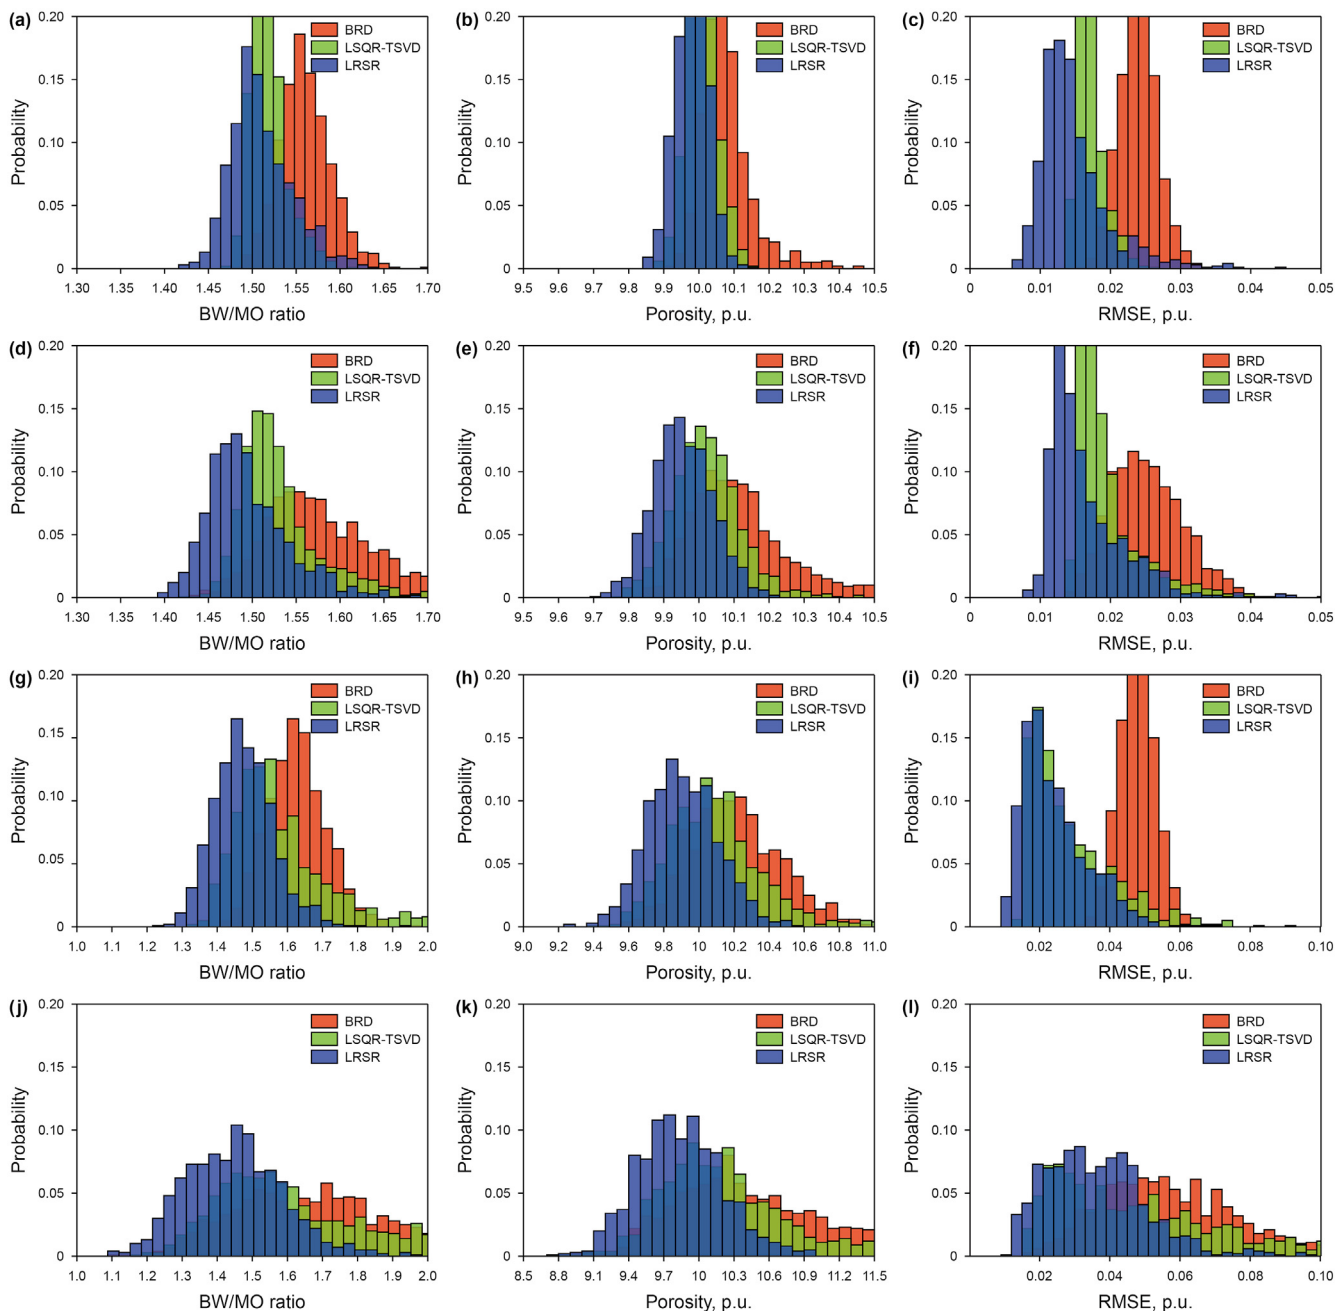 (a)
0.20
0.15
0.10
0.05
0
Probability
BRD
LSQR-TSVD
LRSR
1.30 1.35 1.40 1.45 1.50 1.55 1.60 1.65 1.70
BW/MO ratio
(b)
0.20
0.15
0.10
0.05
0
Probability
BRD
LSQR-TSVD
LRSR
9.5 9.6 9.7 9.8 9.9 10.0 10.1 10.2 10.3 10.4 10.5
Porosity, p.u.
(c)
0.20
0.15
0.10
0.05
0
Probability
BRD
LSQR-TSVD
LRSR
0 0.01 0.02 0.03 0.04 0.05
RMSE, p.u.
(d)
0.20
0.15
0.10
0.05
0
Probability
BRD
LSQR-TSVD
LRSR
1.30 1.35 1.40 1.45 1.50 1.55 1.60 1.65 1.70
BW/MO ratio
(e)
0.20
0.15
0.10
0.05
0
Probability
BRD
LSQR-TSVD
LRSR
9.5 9.6 9.7 9.8 9.9 10.0 10.1 10.2 10.3 10.4 10.5
Porosity, p.u.
(f)
0.20
0.15
0.10
0.05
0
Probability
BRD
LSQR-TSVD
LRSR
0 0.01 0.02 0.03 0.04 0.05
RMSE, p.u.
(g)
0.20
0.15
0.10
0.05
0
Probability
BRD
LSQR-TSVD
LRSR
1.0 1.1 1.2 1.3 1.4 1.5 1.6 1.7 1.8 1.9 2.0
BW/MO ratio
(h)
0.20
0.15
0.10
0.05
0
Probability
BRD
LSQR-TSVD
LRSR
9.0 9.2 9.4 9.6 9.8 10 10.2 10.4 10.6 10.8 11.0
Porosity, p.u.
(i)
0.20
0.15
0.10
0.05
0
Probability
BRD
LSQR-TSVD
LRSR
0.02 0.04 0.06 0.08 0.10
RMSE, p.u.
(j)
0.20
0.15
0.10
0.05
0
Probability
BRD
LSQR-TSVD
LRSR
1.0 1.1 1.2 1.3 1.4 1.5 1.6 1.7 1.8 1.9 2.0
BW/MO ratio
(k)
0.20
0.15
0.10
0.05
0
Probability
BRD
LSQR-TSVD
LRSR
8.5 8.8 9.1 9.4 9.7 10 10.3 10.6 10.9 11.2 11.5
Porosity, p.u.
(l)
0.20
0.15
0.10
0.05
0
Probability
BRD
LSQR-TSVD
LRSR
0.02 0.04 0.06 0.08 0.10
RMSE, p.u.